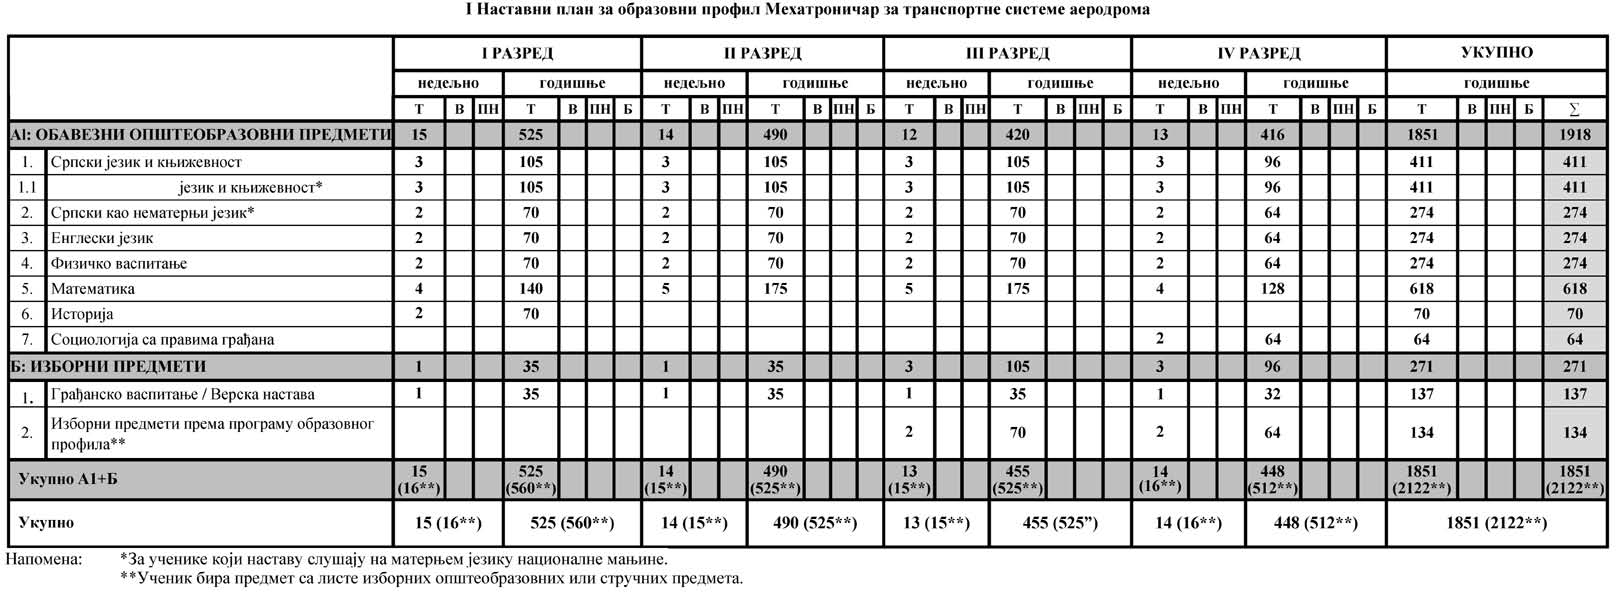 I Наставни план за образовни профил Мехатроничар за транспортне системе аеродрома
I РАЗРЕД II РАЗРЕД III РАЗРЕД IV РАЗРЕД УКУПНО
недељно годишње недељно годишње недељно годишње недељно годишње годишње
Т В ПН Т В ПН Б Т В ПН Т В ПН Б Т В ПН Т В ПН Б Т В ПН Т В ПН Б Т В ПН Б ∑
АI: ОБАВЕЗНИ ОПШТЕОБРАЗОВНИ ПРЕДМЕТИ 15 525 14 490 12 420 13 416 1851 1918
1. Српски језик и књижевност 3 105 3 105 3 105 3 96 411 411
1.1 језик и књижевност* 3 105 3 105 3 105 3 96 411 411
2. Српски као нематерњи језик* 2 70 2 70 2 70 2 64 274 274
3. Енглески језик 2 70 2 70 2 70 2 64 274 274
4. Физичко васпитање 2 70 2 70 2 70 2 64 274 274
5. Математика 4 140 5 175 5 175 4 128 618 618
6. Историја 2 70 70 70
7. Социологија са правима грађана 2 64 64 64
Б: ИЗБОРНИ ПРЕДМЕТИ 1 35 1 35 3 105 3 96 271 271
1. Грађанско васпитање / Верска настава 1 35 1 35 1 35 1 32 137 137
2. Изборни предмети према програму образовног
профила** 2 70 2 64 134 134
Укупно А1+Б 15 525 14 490 13 455 14 448 1851 1851
(16**) (560**) (15**) (525**) (15**) (525**) (16**) (512**) (2122**) (2122**)
Укупно 15 (16**) 525 (560**) 14 (15**) 490 (525**) 13 (15**) 455 (525”) 14 (16**) 448 (512**) 1851 (2122**)
Напомена: *За ученике који наставу слушају на матерњем језику националне мањине.
**Ученик бира предмет са листе изборних општеобразовних или стручних предмета.